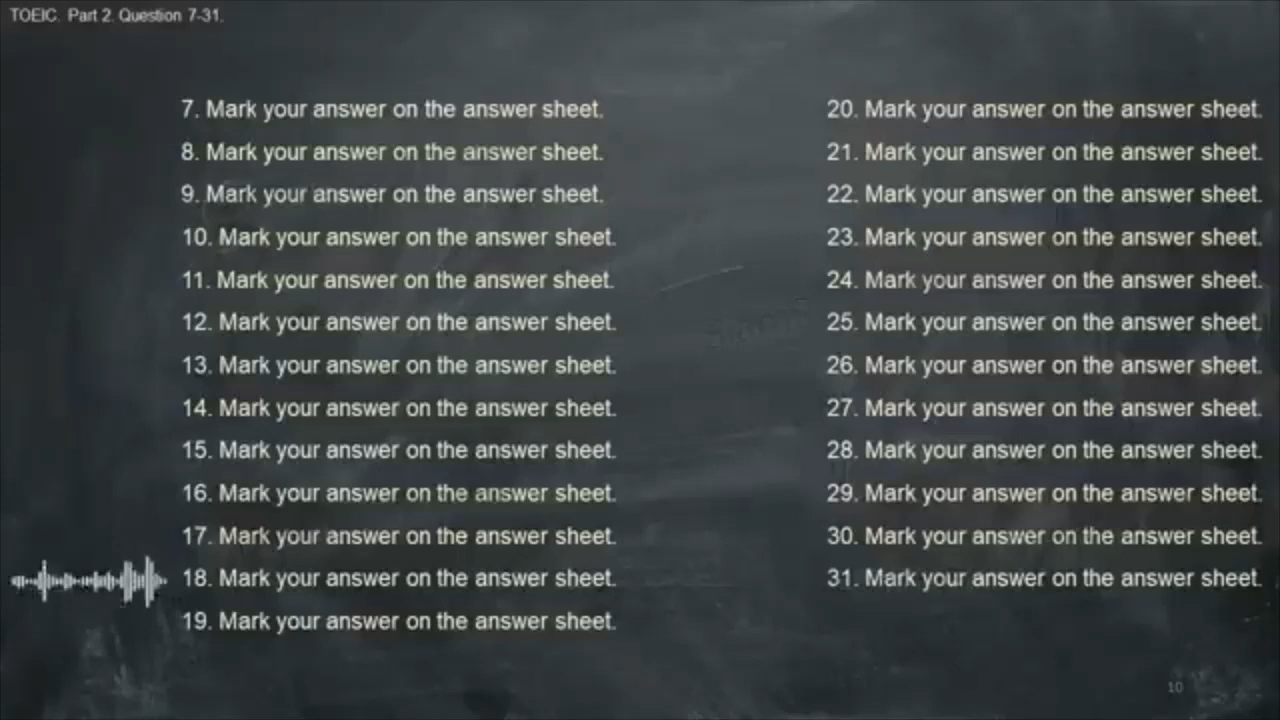 TOEIC. Part 2. Question 7-31.
7. Mark your answer on the answer sheet.
8. Mark your answer on the answer sheet.
9. Mark your answer on the answer sheet.
10. Mark your answer on the answer sheet.
11. Mark your answer on the answer sheet.
12. Mark your answer on the answer sheet.
13. Mark your answer on the answer sheet.
14. Mark your answer on the answer sheet.
15. Mark your answer on the answer sheet.
16. Mark your answer on the answer sheet.
17. Mark your answer on the answer sheet.
18. Mark your answer on the answer sheet.
19. Mark your answer on the answer sheet.
20. Mark your answer on the answer sheet.
21. Mark your answer on the answer sheet.
22. Mark your answer on the answer sheet.
23. Mark your answer on the answer sheet.
24. Mark your answer on the answer sheet.
25. Mark your answer on the answer sheet.
26. Mark your answer on the answer sheet.
27. Mark your answer on the answer sheet.
28. Mark your answer on the answer sheet.
29. Mark your answer on the answer sheet.
30. Mark your answer on the answer sheet.
31. Mark your answer on the answer sheet.
10